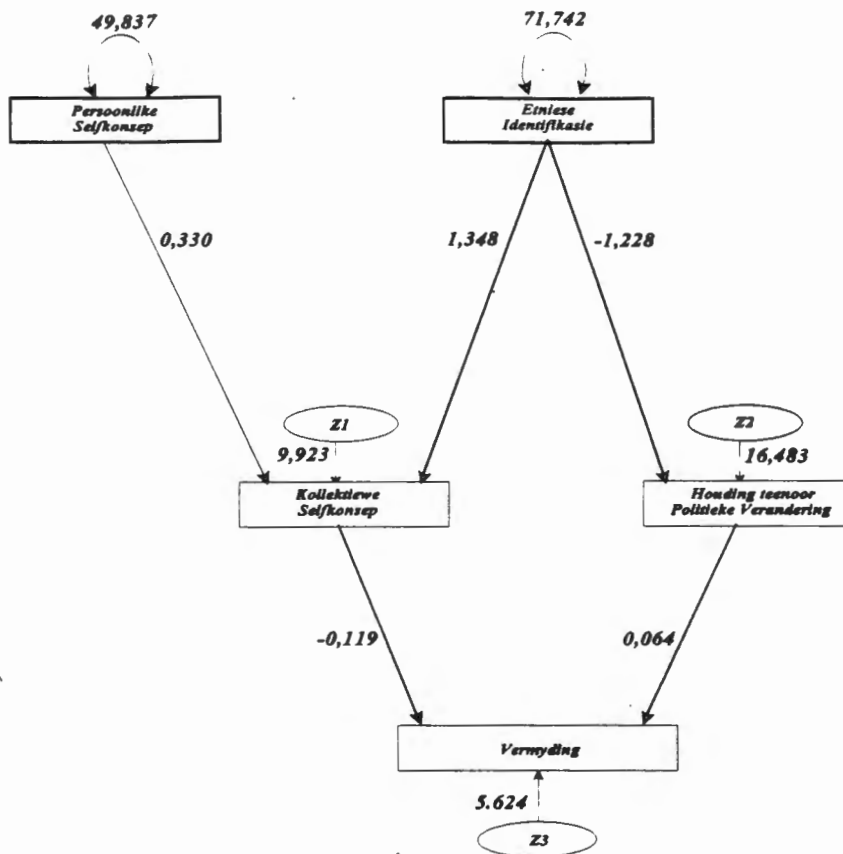 49,837
71,742
Persoonlike
Selfkonsep
Etniese
Identifikasie
0,330
1,348
-1,228
Z1
Z2
9,923
16,483
Kollektiewe
Selfkonsep
Houding teenoor
Politieke Verandering
-0,119
0,064
Vermyding
5.624
Z3